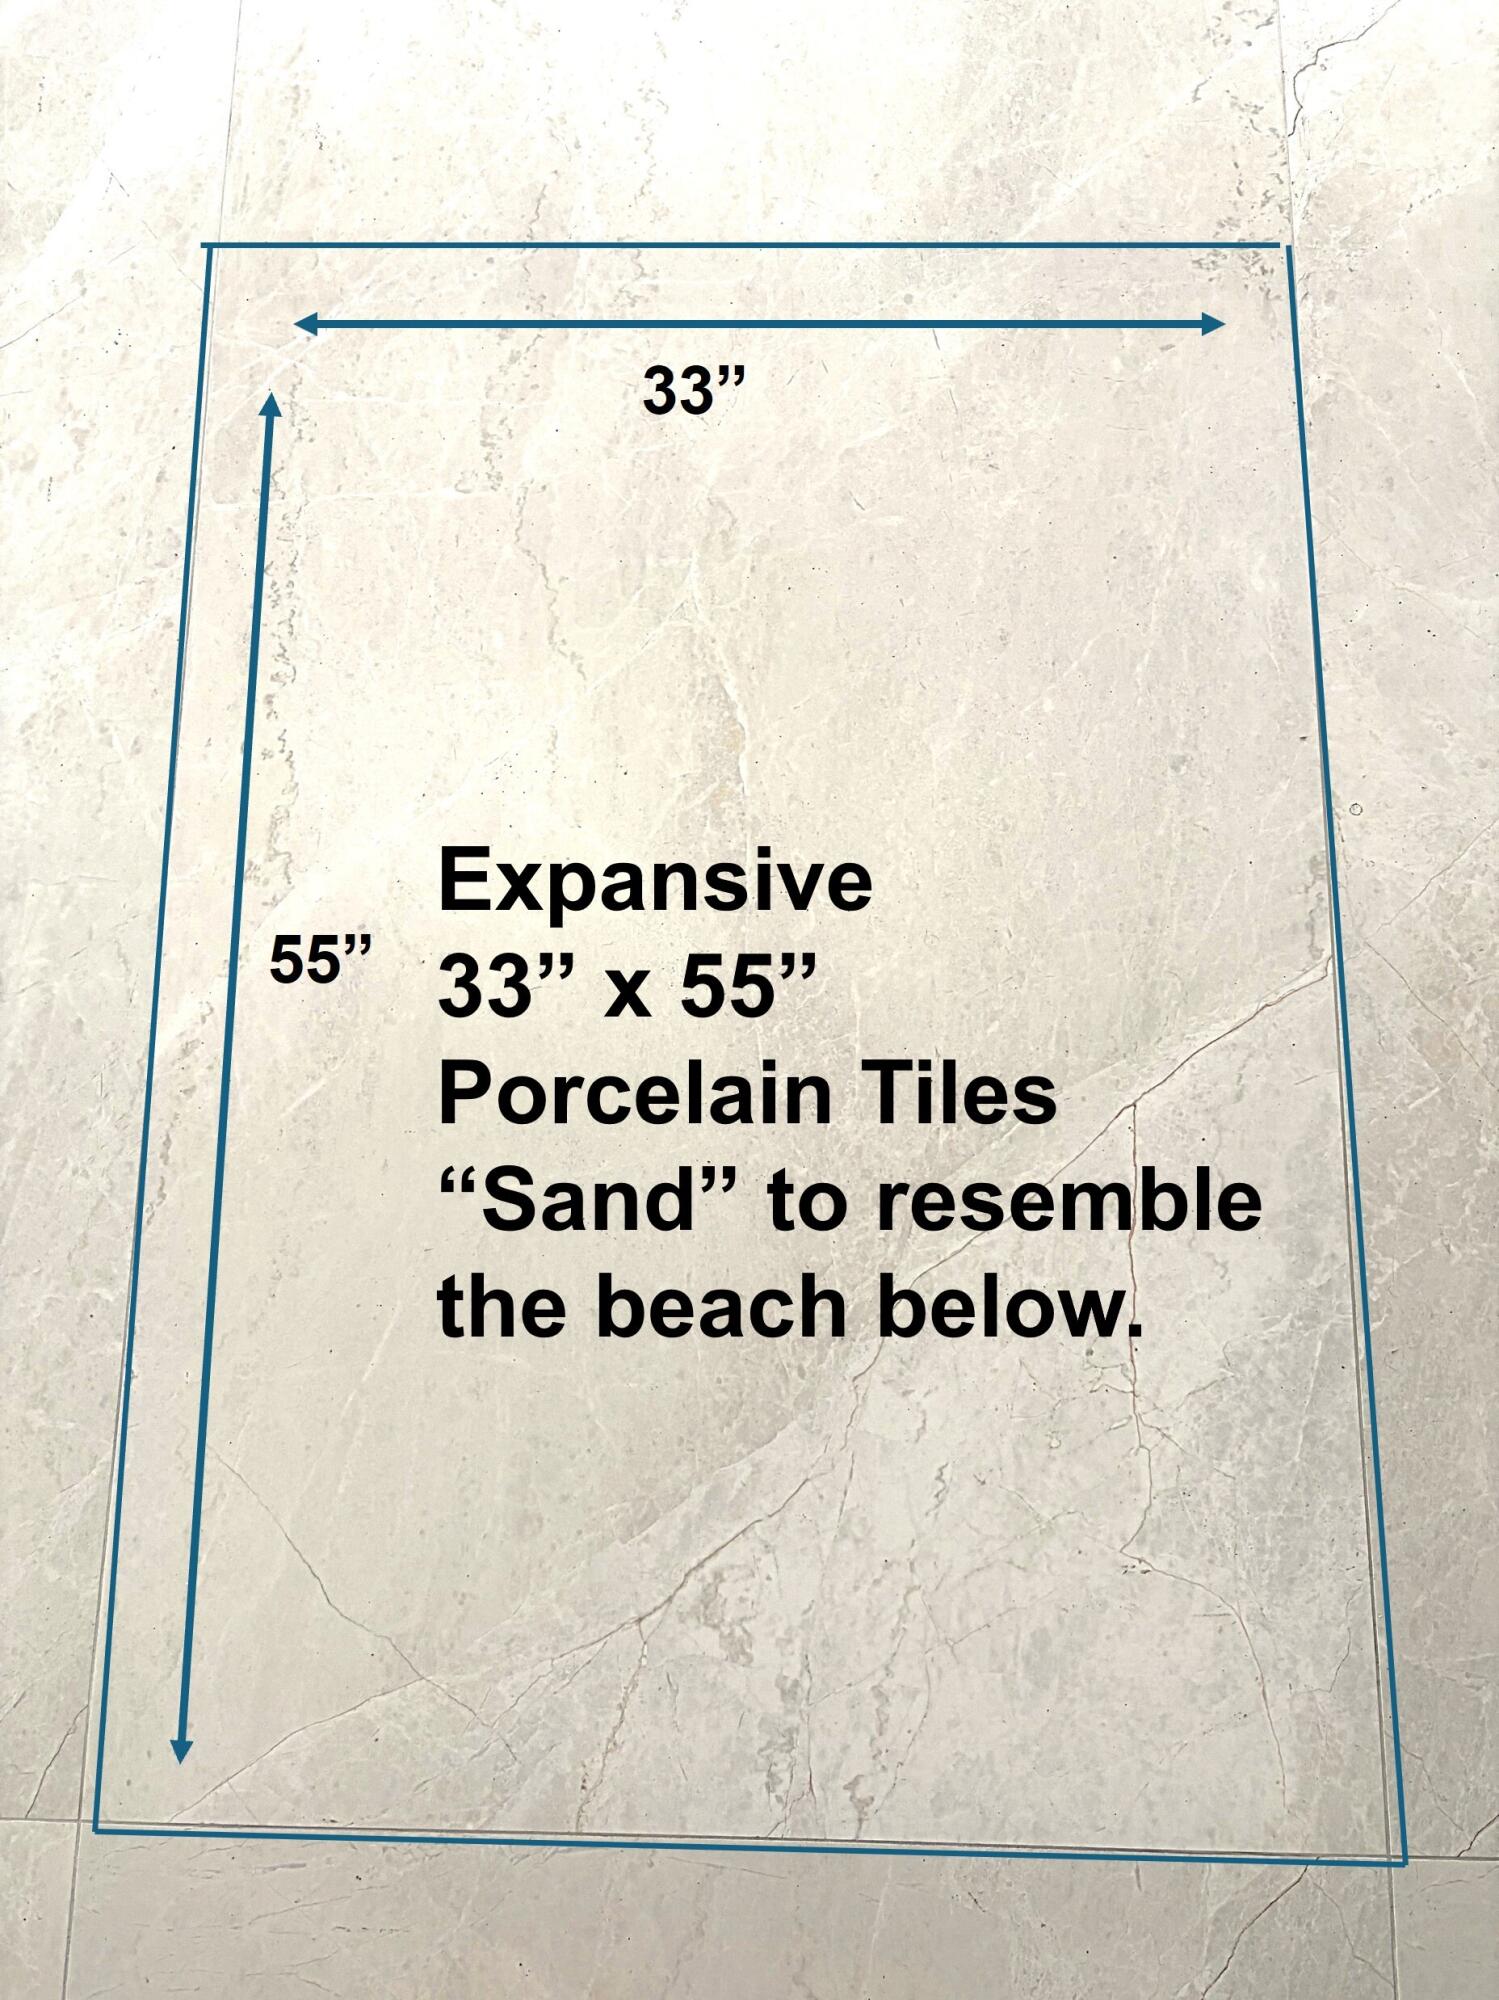 33”
55”
Expansive
33” x 55”
Porcelain Tiles
“Sand” to resemble
the beach below.